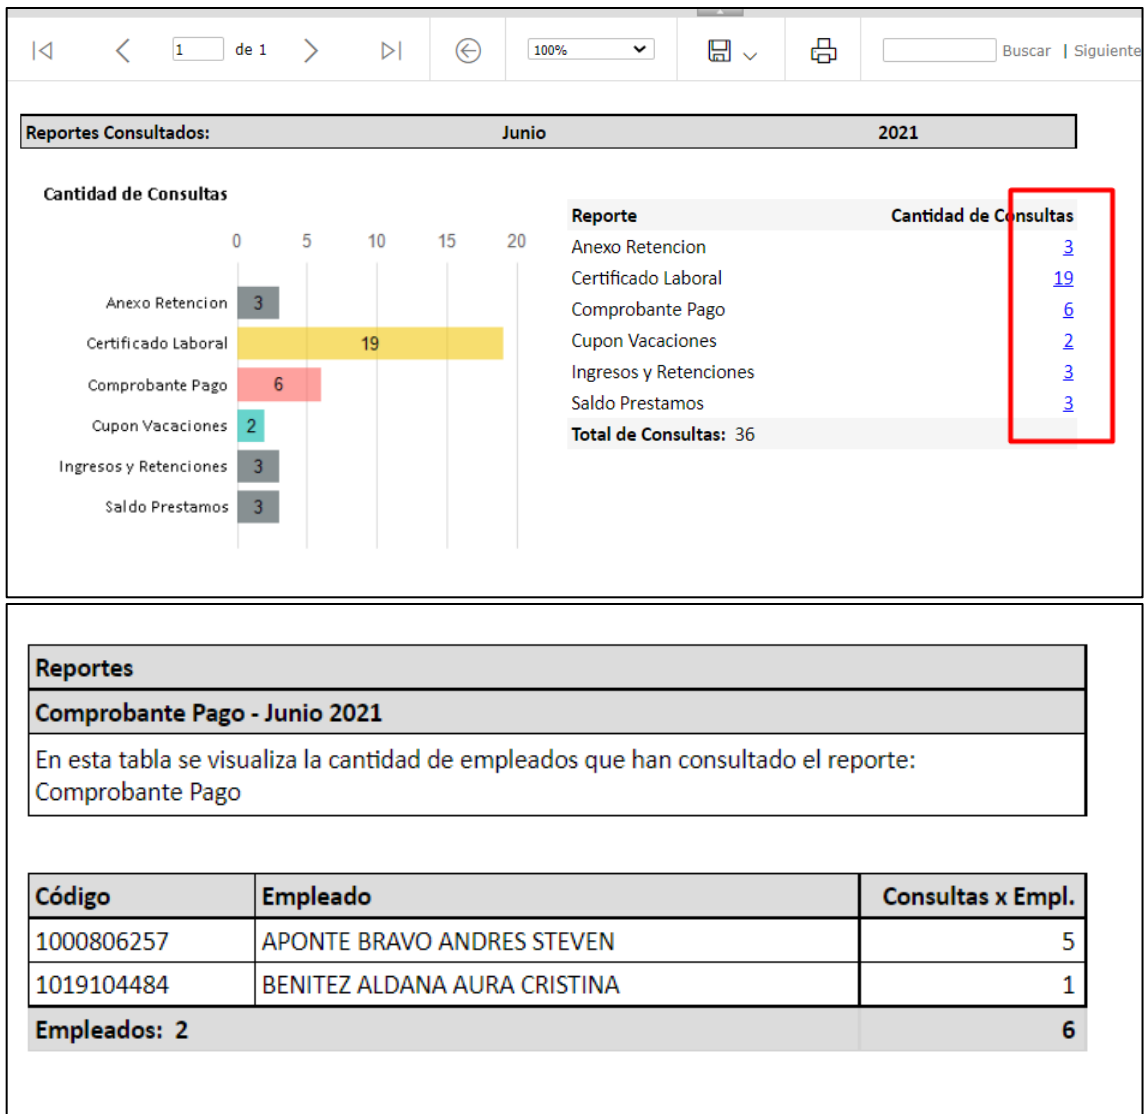 1 de 1 100% Buscar | Siguiente
Reportes Consultados: Junio 2021
Cantidad de Consultas
0 5 10 15 20
Anexo Retencion 3
Certificado Laboral 19
Comprobante Pago 6
Cupon Vacaciones 2
Ingresos y Retenciones 3
Saldo Prestamos 3
Reporte Cantidad de Consultas
Anexo Retencion 3
Certificado Laboral 19
Comprobante Pago 6
Cupon Vacaciones 2
Ingresos y Retenciones 3
Saldo Prestamos 3
Total de Consultas: 36
Reportes
Comprobante Pago - Junio 2021
En esta tabla se visualiza la cantidad de empleados que han consultado el reporte:
Comprobante Pago
Código Empleado Consultas x Empl.
1000806257 APONTE BRAVO ANDRES STEVEN 5
1019104484 BENITEZ ALDANA AURA CRISTINA 1
Empleados: 2 6